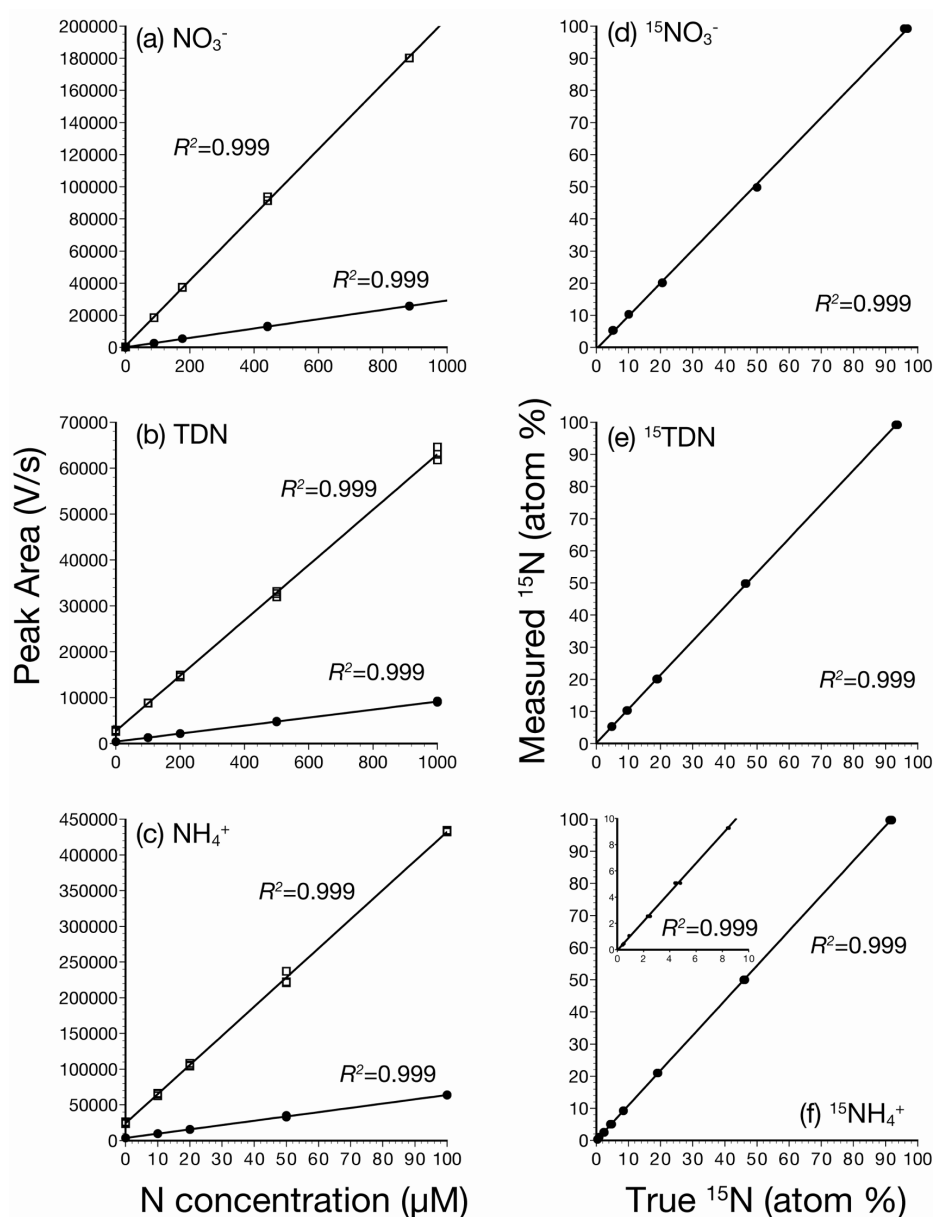 (a) NO₃⁻
200000
180000
160000
140000
120000
100000
80000
60000
40000
20000
0
R²=0.999
R²=0.999
0 200 400 600 800 1000
(b) TDN
70000
60000
50000
40000
30000
20000
10000
0
R²=0.999
R²=0.999
0 200 400 600 800 1000
(c) NH₄⁺
450000
400000
350000
300000
250000
200000
150000
100000
50000
0
R²=0.999
R²=0.999
0 10 20 30 40 50 60 70 80 90 100
Peak Area (V/s)
N concentration (µM)
(d) ¹⁵NO₃⁻
100
90
80
70
60
50
40
30
20
10
0
R²=0.999
0 10 20 30 40 50 60 70 80 90 100
(e) ¹⁵TDN
100
90
80
70
60
50
40
30
20
10
0
R²=0.999
0 10 20 30 40 50 60 70 80 90 100
100
90
80
70
60
50
40
30
20
10
0
10
8
6
4
2
0
R²=0.999
0 2 4 6 8 10
R²=0.999
(f) ¹⁵NH₄⁺
0 10 20 30 40 50 60 70 80 90 100
Measured ¹⁵N (atom %)
True ¹⁵N (atom %)